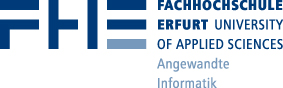 FHE
FACHHOCHSCHULE
ERFURT UNIVERSITY
OF APPLIED SCIENCES
Angewandte
Informatik